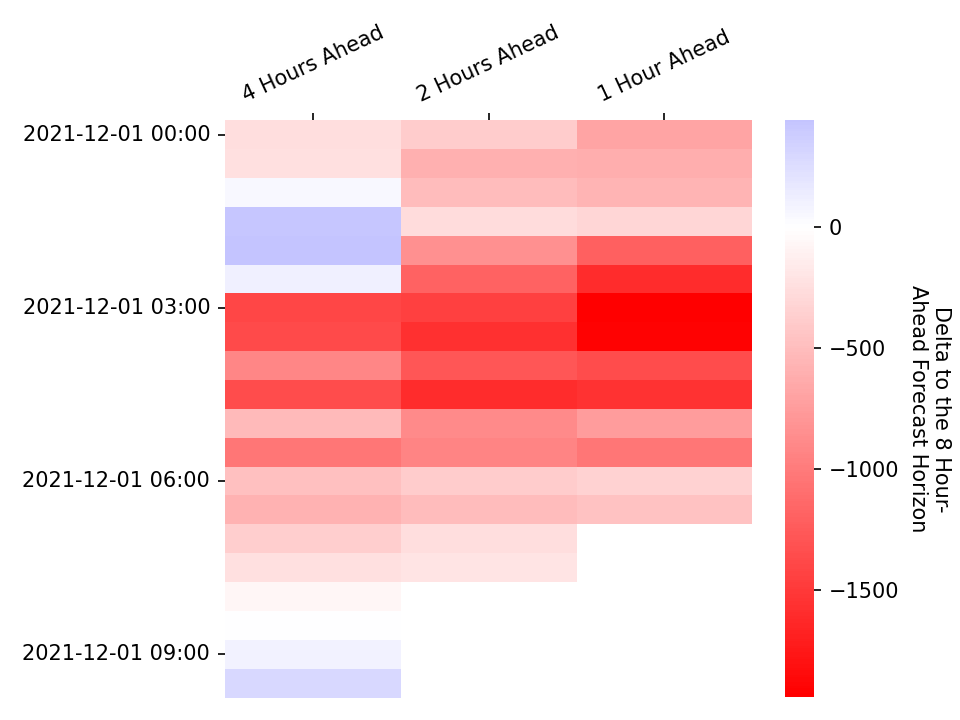 4 Hours Ahead
2 Hours Ahead
1 Hour Ahead
2021-12-01 00:00
2021-12-01 03:00
2021-12-01 06:00
2021-12-01 09:00
0
−500
−1000
−1500
Delta to the 8 Hour-
Ahead Forecast Horizon